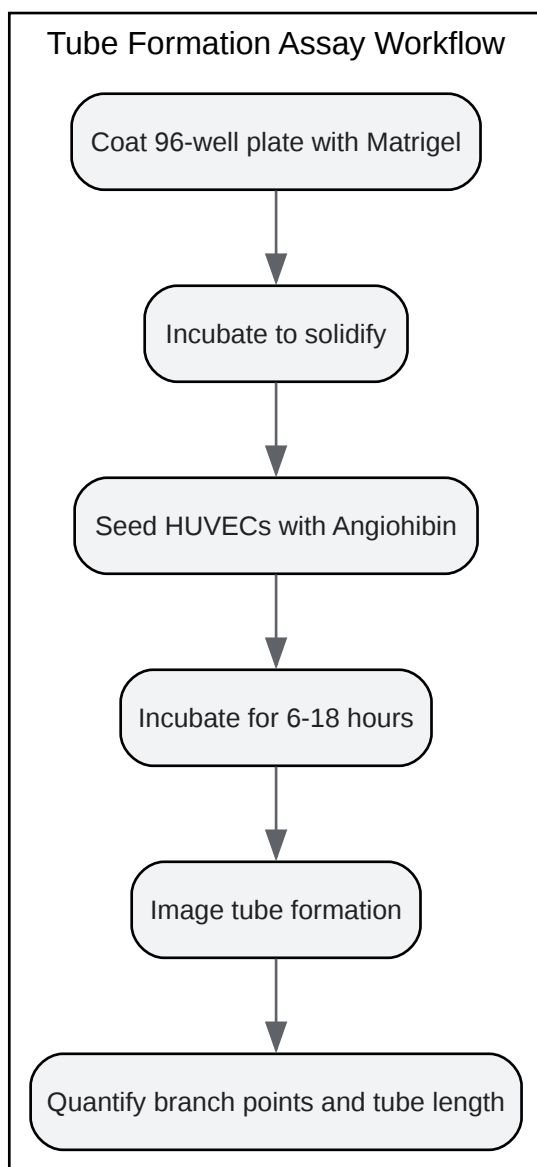 Tube Formation Assay Workflow
Coat 96-well plate with Matrigel
Incubate to solidify
Seed HUVECs with Angiohibin
Incubate for 6-18 hours
Image tube formation
Quantify branch points and tube length